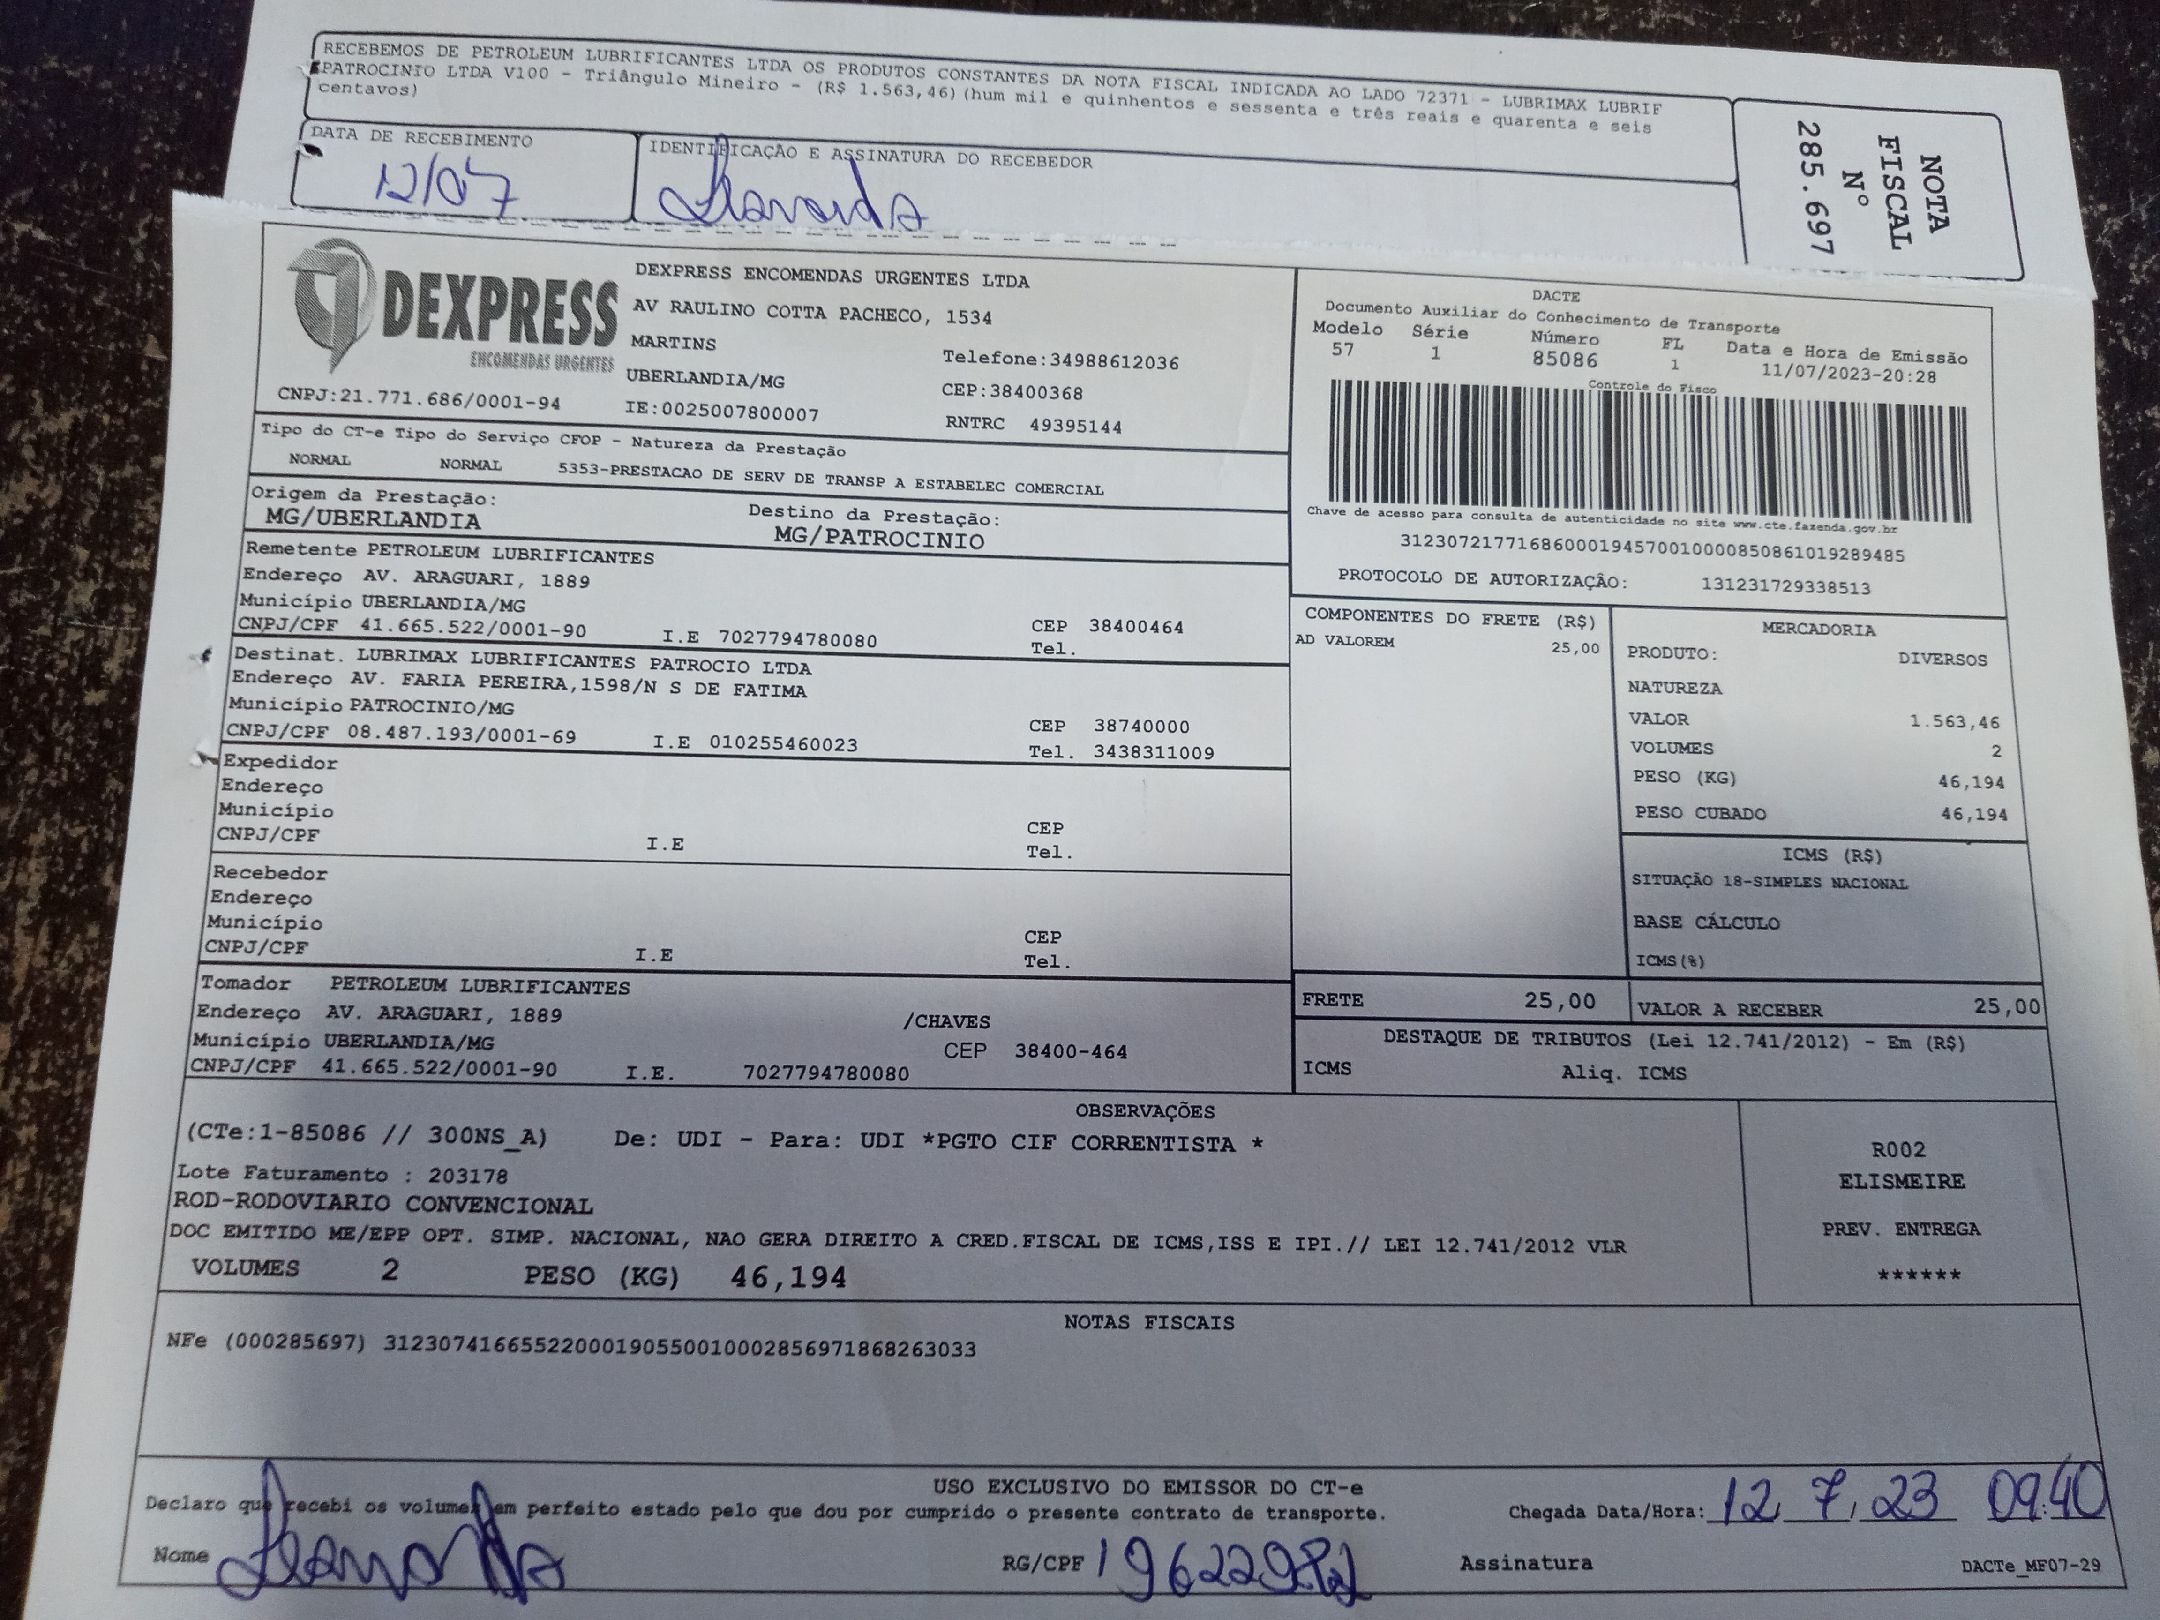 RECEBEMOS DE PETROLEUM LUBRIFICANTES LTDA OS PRODUTOS CONSTANTES DA NOTA FISCAL INDICADA AO LADO 72371 - LUBRIMAX LUBRIF
PATROCINIO LTDA V100 - Triângulo Mineiro - (R$ 1.563,46)(hum mil e quinhentos e sessenta e três reais e quarenta e seis
centavos)
DATA DE RECEBIMENTO
12/07
IDENTIFICAÇÃO E ASSINATURA DO RECEBEDOR
NOTA
FISCAL
Nº
285.697
DEXPRESS
ENCOMENDAS URGENTES
CNPJ:21.771.686/0001-94
DEXPRESS ENCOMENDAS URGENTES LTDA
AV RAULINO COTTA PACHECO, 1534
MARTINS
Telefone:34988612036
UBERLANDIA/MG
CEP:38400368
IE:0025007800007
RNTRC 49395144
DACTE
Documento Auxiliar do Conhecimento de Transporte
Modelo Série Número FL Data e Hora de Emissão
57 1 85086 1 11/07/2023-20:28
Controle do Fisco
Chave de acesso para consulta de autenticidade no site www.cte.fazenda.gov.br
31230721771686000194570010000850861019289485
PROTOCOLO DE AUTORIZAÇÂO: 131231729338513
Tipo do CT-e Tipo do Serviço CFOP - Natureza da Prestação
NORMAL NORMAL 5353-PRESTACAO DE SERV DE TRANSP A ESTABELEC COMERCIAL
Origem da Prestação:
MG/UBERLANDIA
Destino da Prestação:
MG/PATROCINIO
Remetente PETROLEUM LUBRIFICANTES
Endereço AV. ARAGUARI, 1889
Município UBERLANDIA/MG
CEP 38400464
CNPJ/CPF 41.665.522/0001-90 I.E 7027794780080 Tel.
Destinat. LUBRIMAX LUBRIFICANTES PATROCIO LTDA
Endereço AV. FARIA PEREIRA,1598/N S DE FATIMA
Município PATROCINIO/MG
CEP 38740000
CNPJ/CPF 08.487.193/0001-69 I.E 010255460023 Tel. 3438311009
Expedidor
Endereço
Município
CEP
CNPJ/CPF I.E Tel.
Recebedor
Endereço
Município
CEP
CNPJ/CPF I.E Tel.
Tomador PETROLEUM LUBRIFICANTES
Endereço AV. ARAGUARI, 1889 /CHAVES
Município UBERLANDIA/MG CEP 38400-464
CNPJ/CPF 41.665.522/0001-90 I.E. 7027794780080
COMPONENTES DO FRETE (R$)
AD VALOREM 25,00
MERCADORIA
PRODUTO: DIVERSOS
NATUREZA
VALOR 1.563,46
VOLUMES 2
PESO (KG) 46,194
PESO CUBADO 46,194
ICMS (R$)
SITUAÇÃO 18-SIMPLES NACIONAL
BASE CÁLCULO
ICMS(%)
FRETE 25,00 VALOR A RECEBER 25,00
DESTAQUE DE TRIBUTOS (Lei 12.741/2012) - Em (R$)
ICMS Aliq. ICMS
OBSERVAÇÕES
(CTe:1-85086 // 300NS_A) De: UDI - Para: UDI *PGTO CIF CORRENTISTA *
Lote Faturamento : 203178
ROD-RODOVIARIO CONVENCIONAL
DOC EMITIDO ME/EPP OPT. SIMP. NACIONAL, NAO GERA DIREITO A CRED.FISCAL DE ICMS,ISS E IPI.// LEI 12.741/2012 VLR
VOLUMES 2 PESO (KG) 46,194
R002
ELISMEIRE
PREV. ENTREGA
******
NOTAS FISCAIS
NFe (000285697) 31230741665522000190550010002856971868263033
USO EXCLUSIVO DO EMISSOR DO CT-e
Declaro que recebi os volumes em perfeito estado pelo que dou por cumprido o presente contrato de transporte.
Chegada Data/Hora: 12 7, 23 09:40
Nome
RG/CPF
Assinatura
DACTe_MF07-29